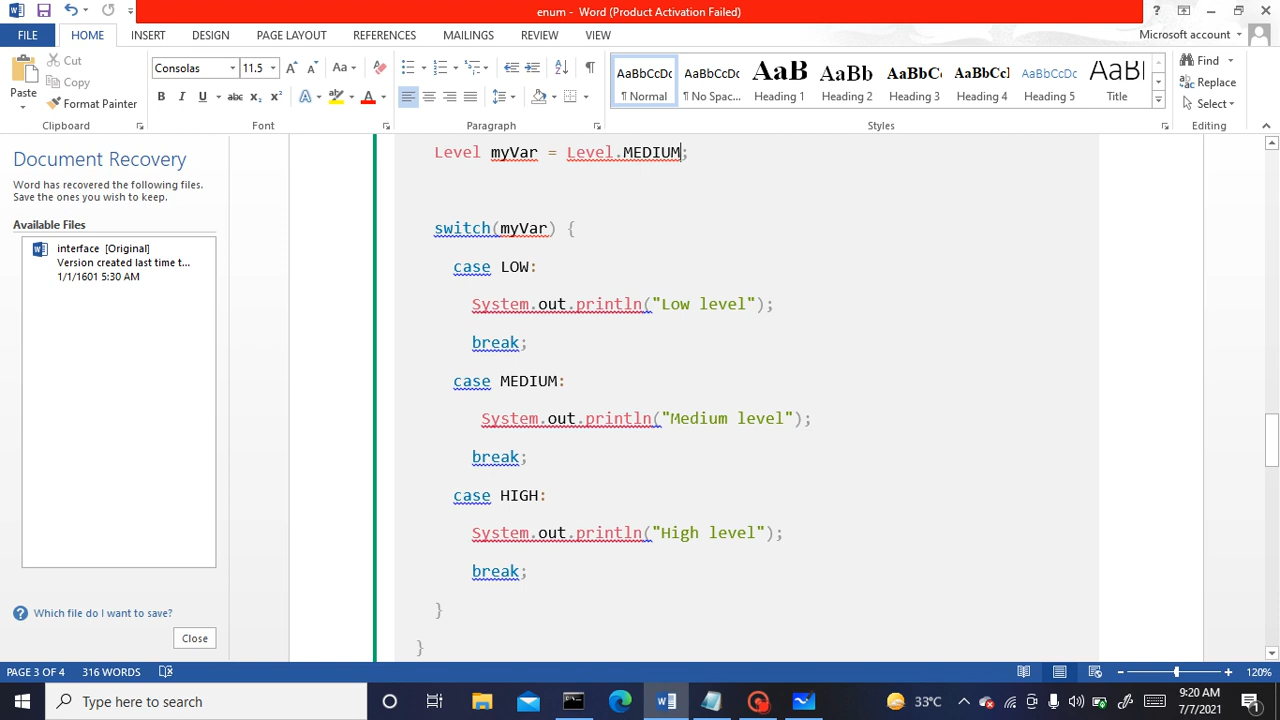 enum - Word (Product Activation Failed)
FILE HOME INSERT DESIGN PAGE LAYOUT REFERENCES MAILINGS REVIEW VIEW Microsoft account
Paste
Cut
Copy
Format Painter
Clipboard
Consolas 11.5
Font
Paragraph
AaBbCcDc AaBbCcDc AaB AaBb AaBbC AaBbCcI AaBbCcDc AaBl
¶ Normal ¶ No Spac... Heading 1 Heading 2 Heading 3 Heading 4 Heading 5 Title
Styles
Find
Replace
Select
Editing
Document Recovery
Word has recovered the following files.
Save the ones you wish to keep.
Available Files
interface [Original]
Version created last time t...
1/1/1601 5:30 AM
Which file do I want to save?
Close
Level myVar = Level.MEDIUM;
switch(myVar) {
case LOW:
System.out.println("Low level");
break;
case MEDIUM:
System.out.println("Medium level");
break;
case HIGH:
System.out.println("High level");
break;
}
}
PAGE 3 OF 4 316 WORDS 120%
Type here to search
33°C
9:20 AM
7/7/2021
1